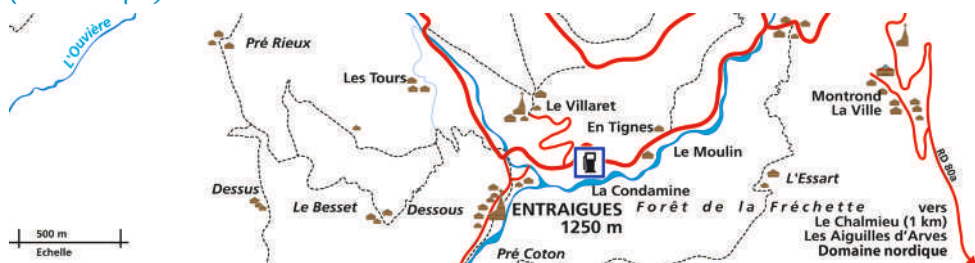 L'Ouvière
Pré Rieux
Les Tours
Le Villaret
En Tignes
Le Moulin
Montrond
La Ville
RD 80a
L'Essart
La Condamine
Dessus
Le Besset
Dessous
ENTRAIGUES
1250 m
Forêt de la Fréchette
vers
Le Chalmieu (1 km)
Les Aiguilles d'Arves
Domaine nordique
Pré Coton
500 m
Echelle